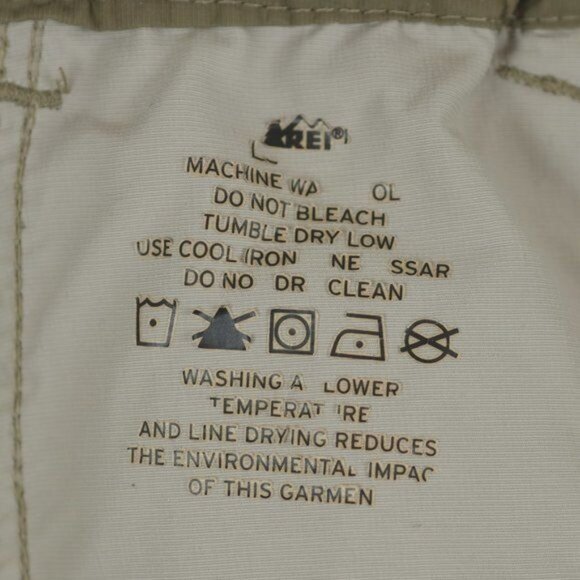 REI®
MACHINE WA OL
DO NOT BLEACH
TUMBLE DRY LOW
USE COOL IRON NE SSAR
DO NO DR CLEAN
WASHING A LOWER
TEMPERAT RE
AND LINE DRYING REDUCES
THE ENVIRONMENTAL IMPAC
OF THIS GARMEN